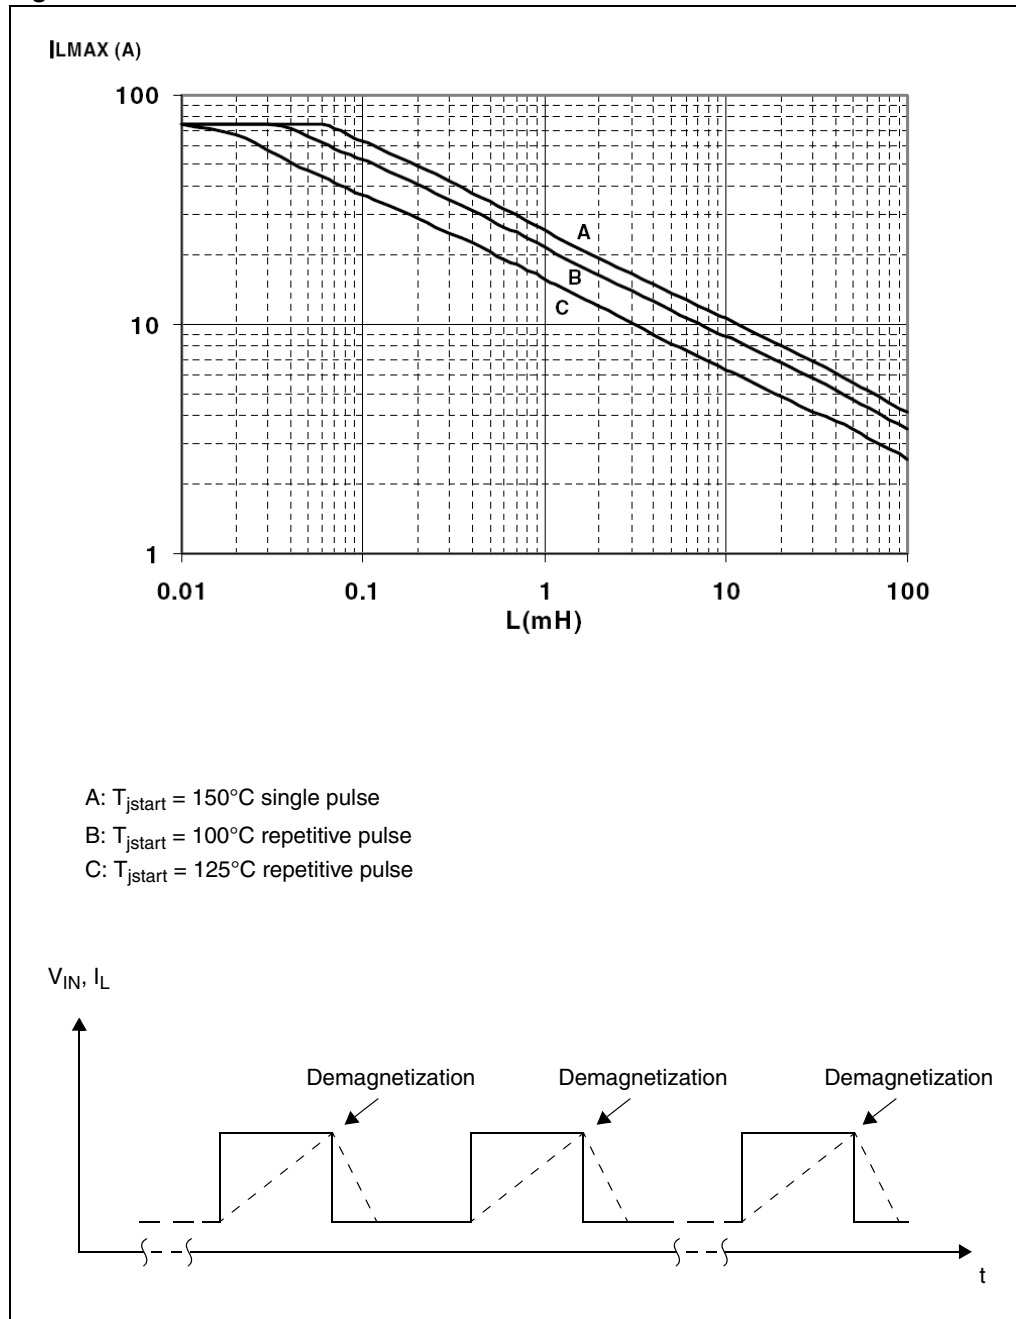 ILMAX (A)
100
10
1
A
B
C
0.01 0.1 1 10 100
L(mH)
A: Tjstart = 150°C single pulse
B: Tjstart = 100°C repetitive pulse
C: Tjstart = 125°C repetitive pulse
VIN, IL
Demagnetization Demagnetization Demagnetization
t